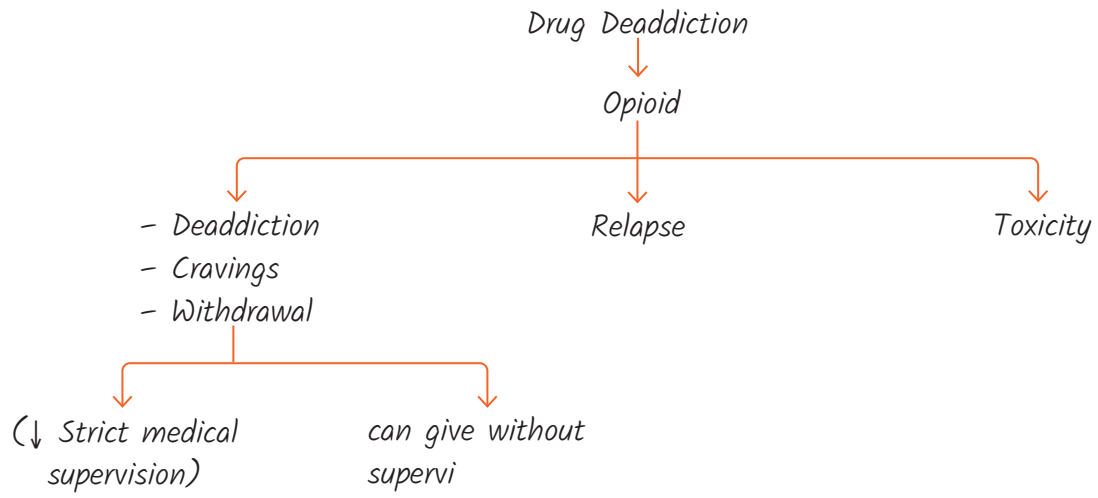 Drug Deaddiction
Opioid
- Deaddiction
- Cravings
- Withdrawal
Relapse
Toxicity
(↓ Strict medical
supervision)
can give without
supervi